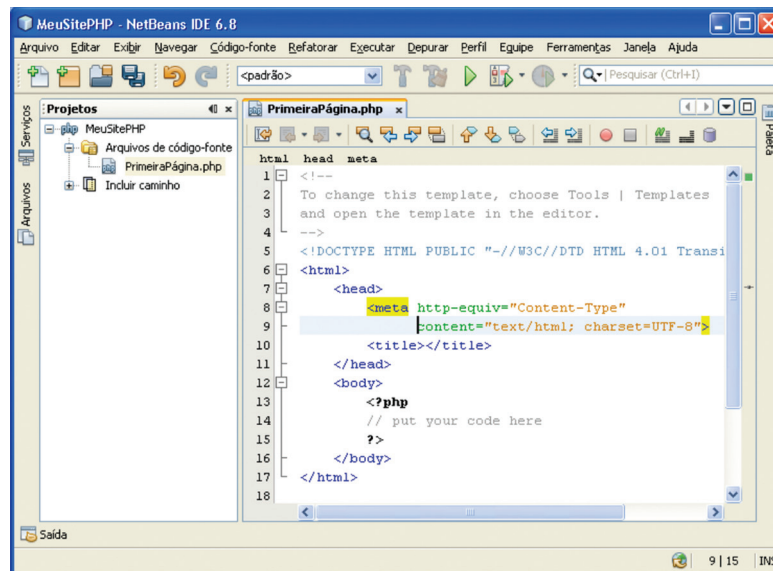 MeuSitePHP - NetBeans IDE 6.8
Arquivo Editar Exibir Navegar Código-fonte Refatorar Executar Depurar Perfil Equipe Ferramentas Janela Ajuda
<padrão> Pesquisar (Ctrl+I)
Serviços
Arquivos
Projetos
MeuSitePHP
Arquivos de código-fonte
PrimeiraPágina.php
Incluir caminho
PrimeiraPágina.php
html head meta
1 <!--
2 To change this template, choose Tools | Templates
3 and open the template in the editor.
4 -->
5 <!DOCTYPE HTML PUBLIC "-//W3C//DTD HTML 4.01 Transi
6 <html>
7 <head>
8 <meta http-equiv="Content-Type"
9 content="text/html; charset=UTF-8">
10 <title></title>
11 </head>
12 <body>
13 <?php
14 // put your code here
15 ?>
16 </body>
17 </html>
18
Paleta
Saída
9 | 15 INS